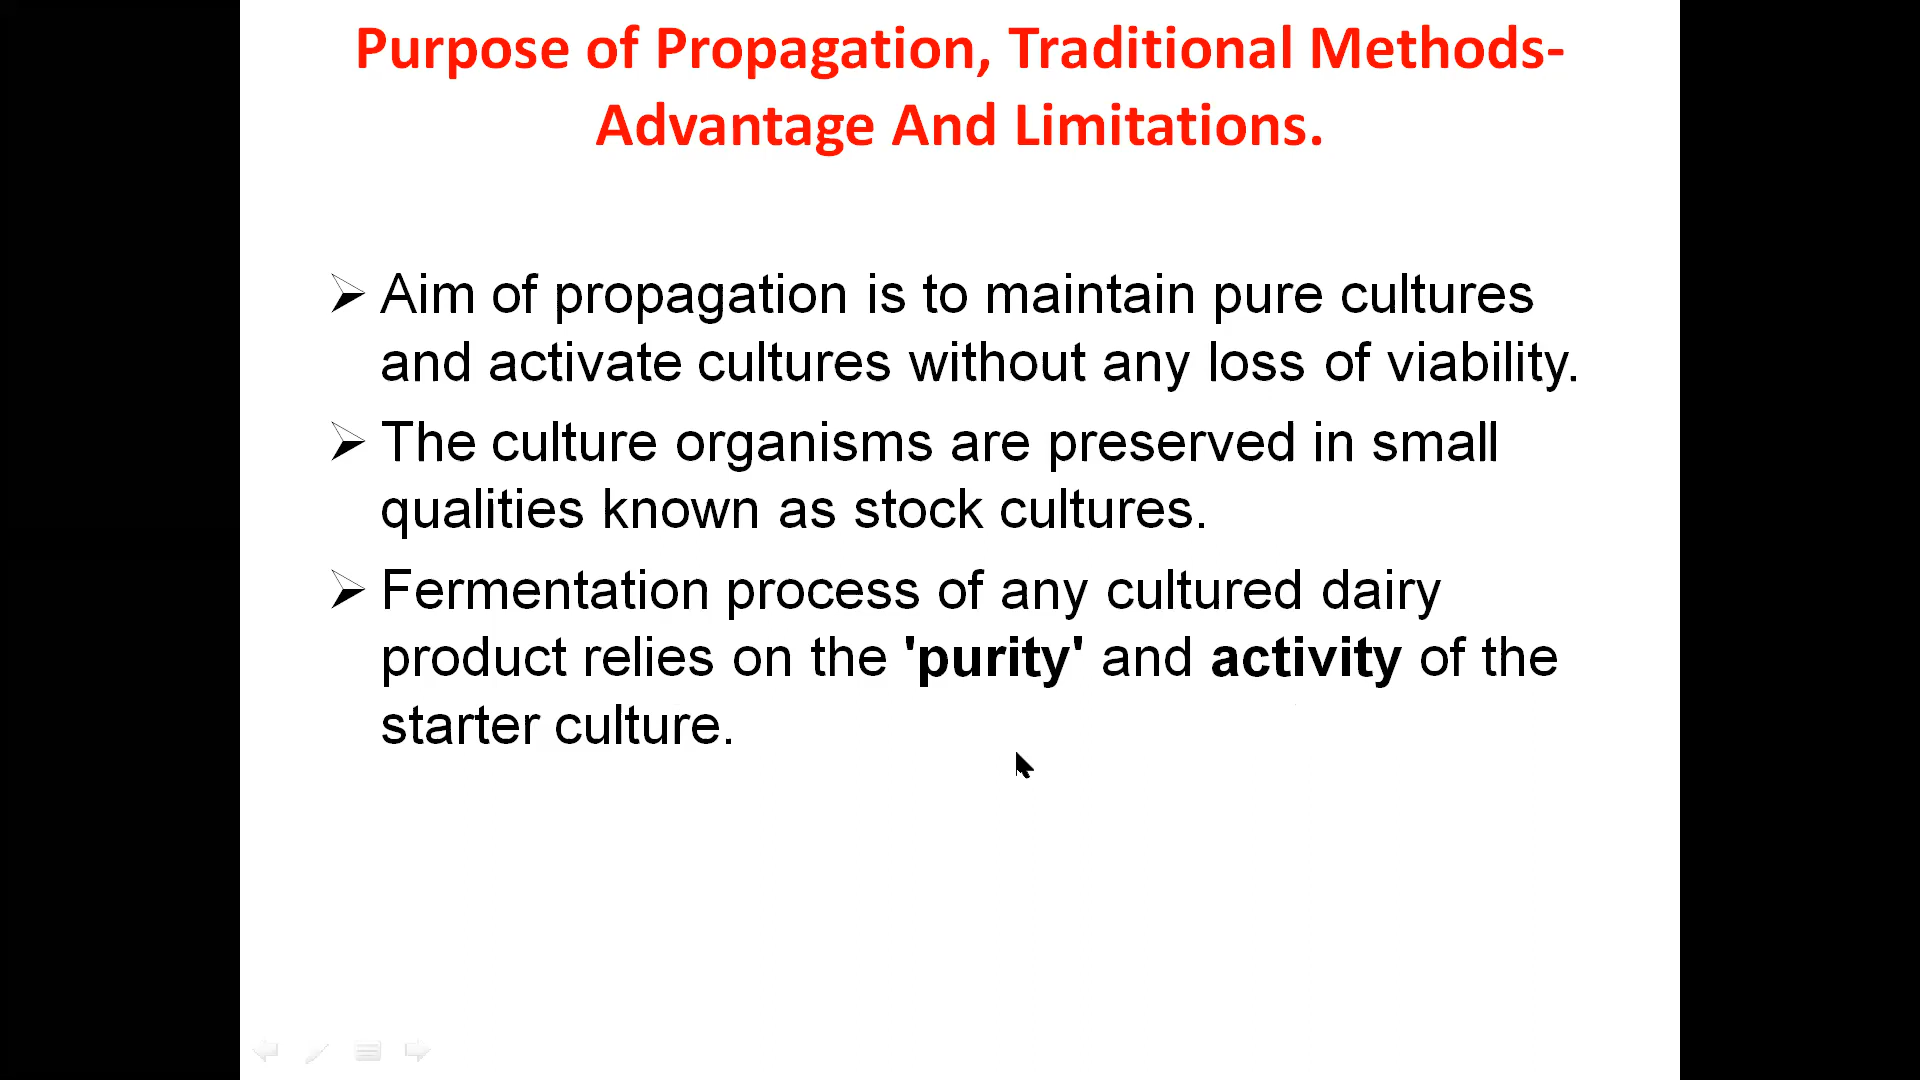 Purpose of Propagation, Traditional Methods-
Advantage And Limitations.
➢ Aim of propagation is to maintain pure cultures
and activate cultures without any loss of viability.
➢ The culture organisms are preserved in small
qualities known as stock cultures.
➢ Fermentation process of any cultured dairy
product relies on the 'purity' and activity of the
starter culture.